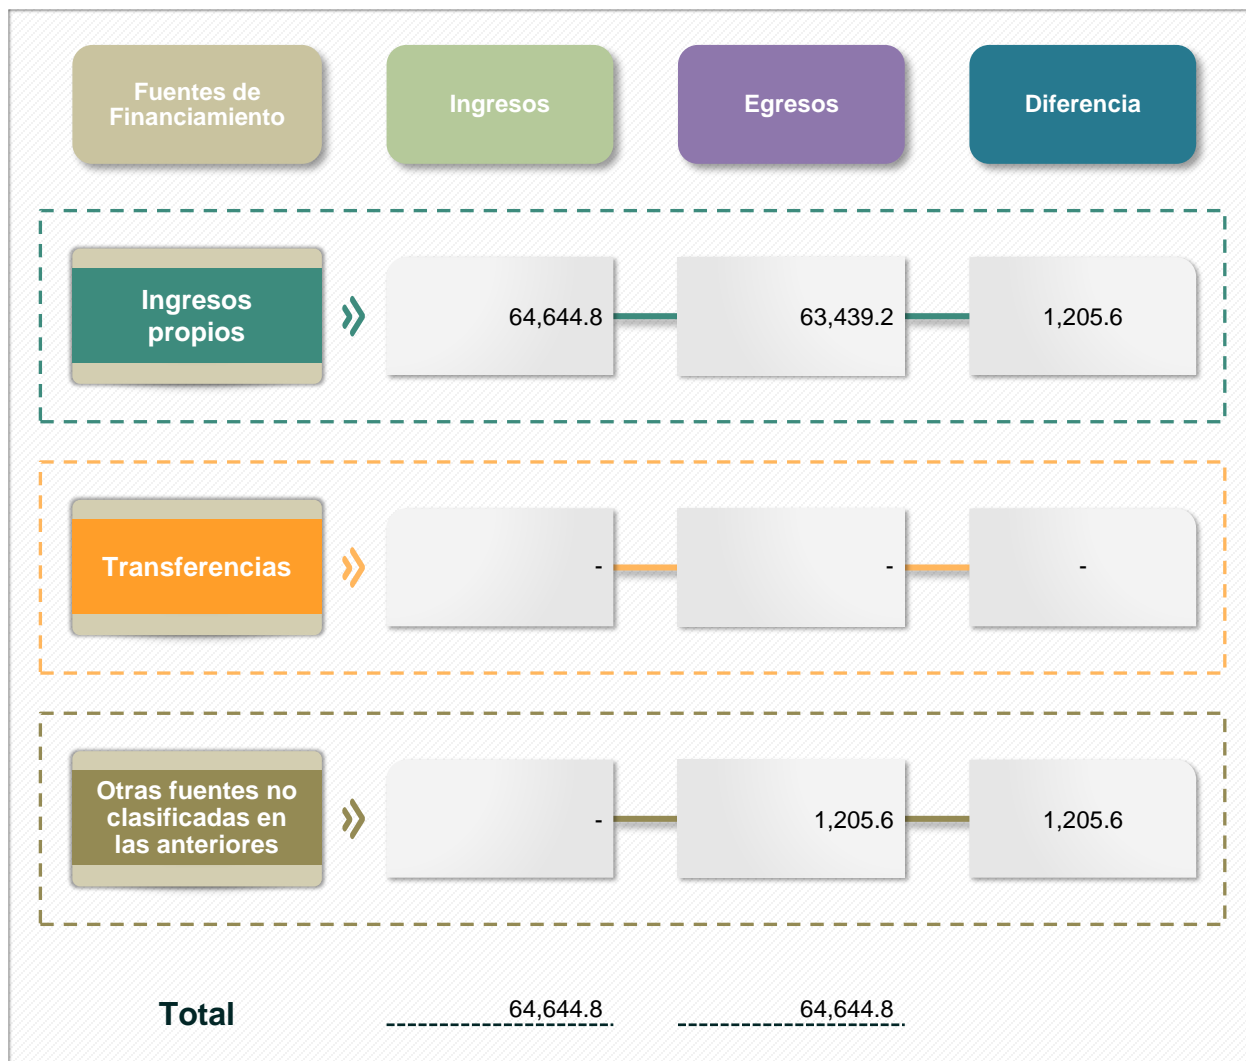 Fuentes de
Financiamiento
Ingresos
Egresos
Diferencia
Ingresos
propios
64,644.8
63,439.2
1,205.6
Transferencias
-
-
-
Otras fuentes no
clasificadas en
las anteriores
-
1,205.6
1,205.6
Total
64,644.8
64,644.8